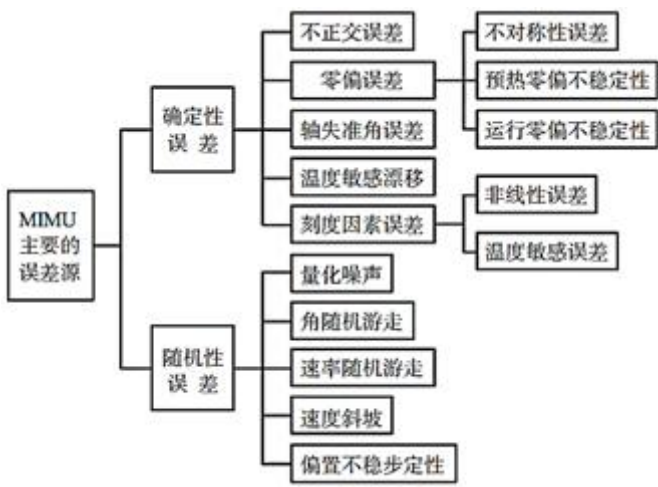 MIMU
主要的
误差源
确定性
误 差
不正交误差
零偏误差
不对称性误差
预热零偏不稳定性
运行零偏不稳定性
轴失准角误差
温度敏感漂移
刻度因素误差
非线性误差
温度敏感误差
随机性
误 差
量化噪声
角随机游走
速率随机游走
速度斜坡
偏置不稳步定性